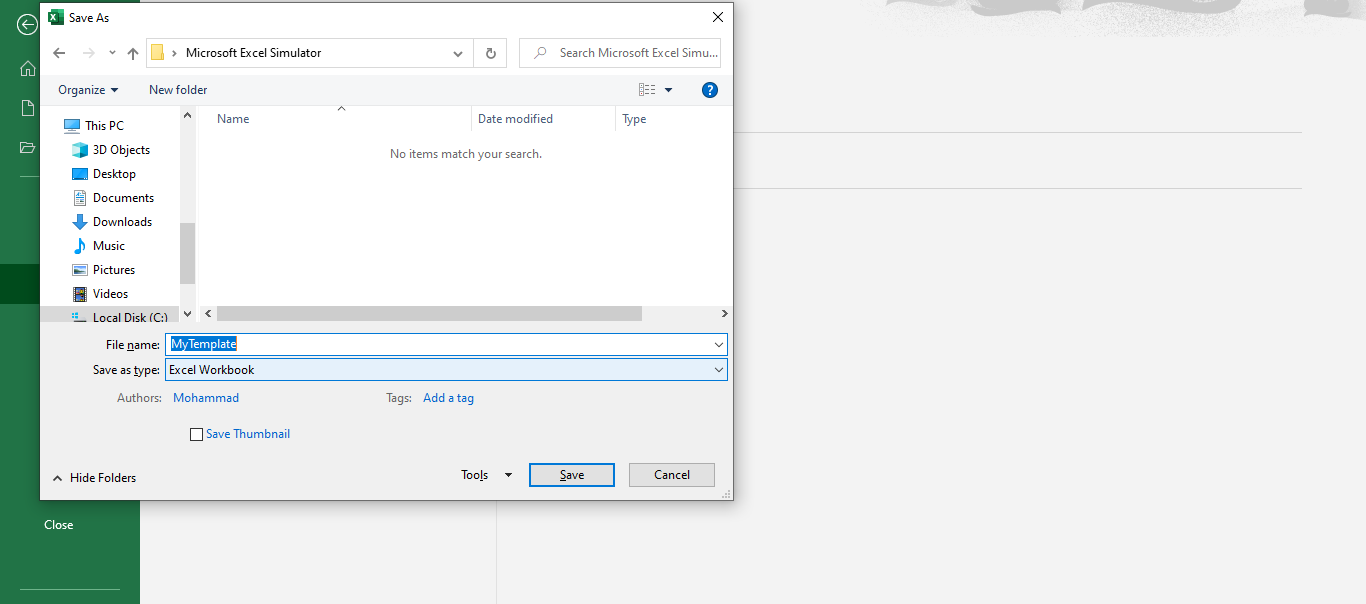 Save As
Microsoft Excel Simulator
Search Microsoft Excel Simu...
Organize
New folder
?
Name
Date modified
Type
No items match your search.
This PC
3D Objects
Desktop
Documents
Downloads
Music
Pictures
Videos
Local Disk (C:)
File name: MyTemplate
Save as type: Excel Workbook
Authors: Mohammad
Tags: Add a tag
Save Thumbnail
Hide Folders
Tools
Save
Cancel
Close